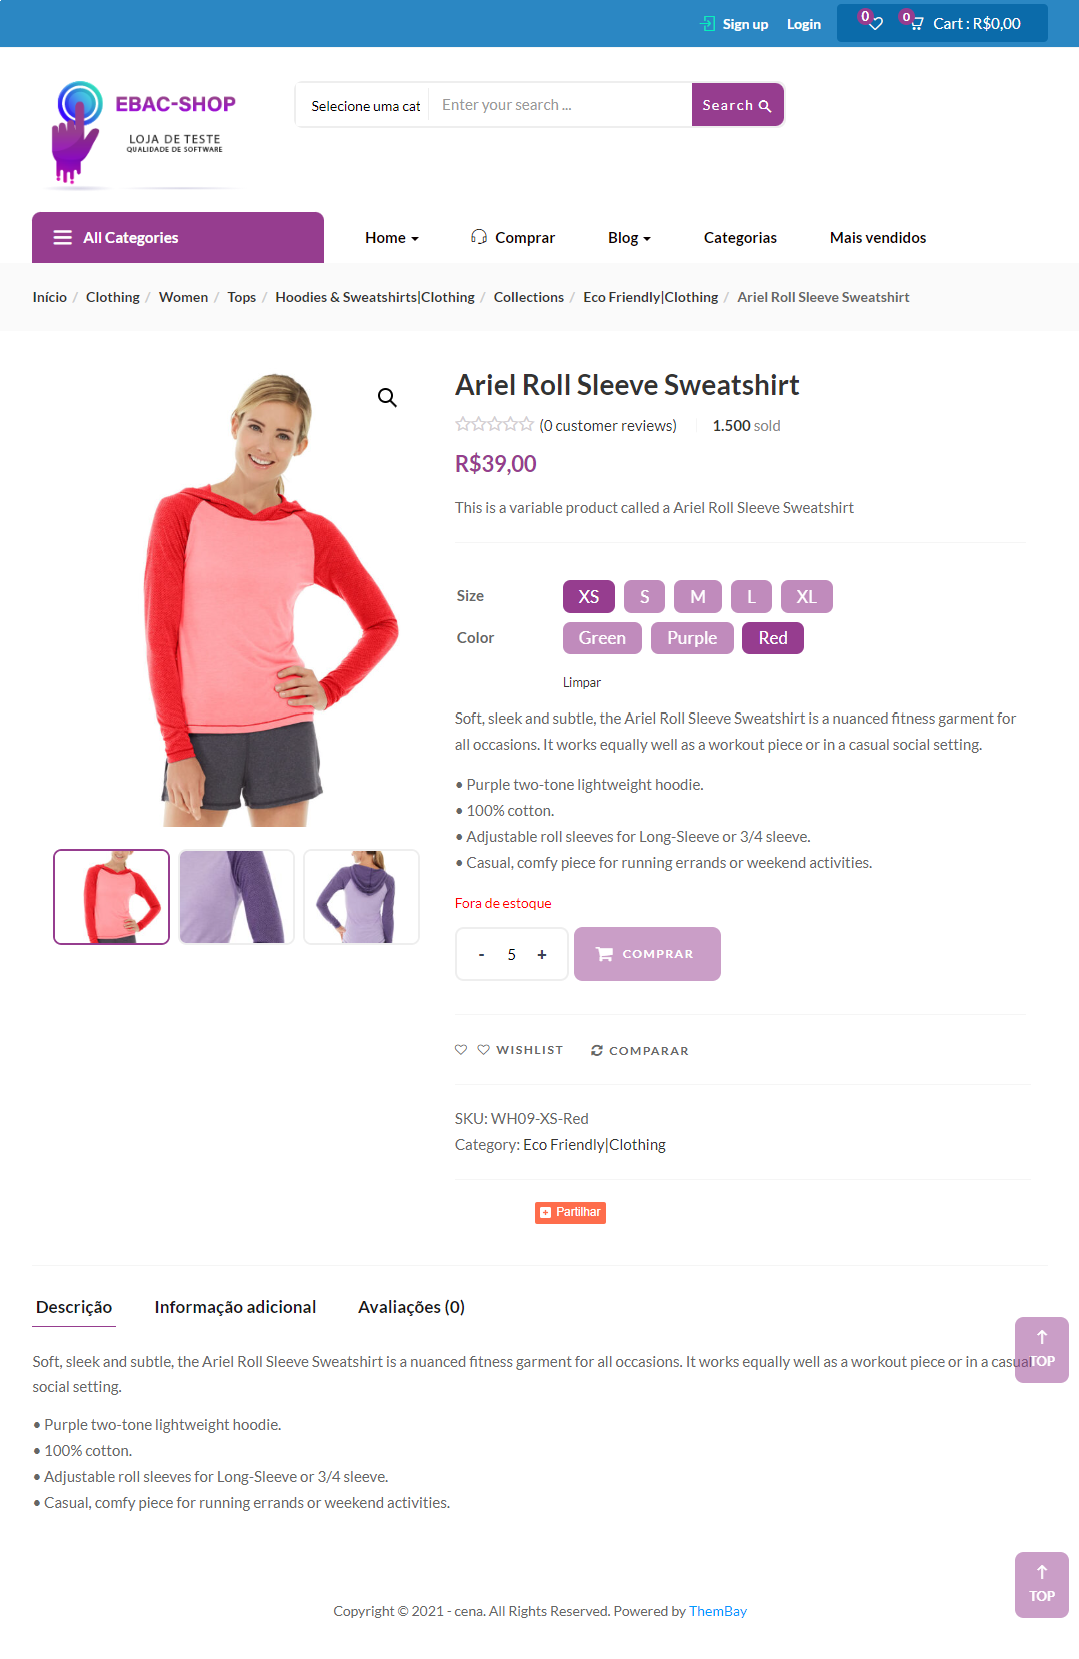 Sign up Login 0 0 Cart : R$0,00
EBAC-SHOP
LOJA DE TESTE
QUALIDADE DE SOFTWARE
Selecione uma cat Enter your search ... Search
All Categories Home Comprar Blog Categorias Mais vendidos
Início / Clothing / Women / Tops / Hoodies & Sweatshirts|Clothing / Collections / Eco Friendly|Clothing / Ariel Roll Sleeve Sweatshirt
Ariel Roll Sleeve Sweatshirt
(0 customer reviews) 1.500 sold
R$39,00
This is a variable product called a Ariel Roll Sleeve Sweatshirt
Size XS S M L XL
Color Green Purple Red
Limpar
Soft, sleek and subtle, the Ariel Roll Sleeve Sweatshirt is a nuanced fitness garment for
all occasions. It works equally well as a workout piece or in a casual social setting.
• Purple two-tone lightweight hoodie.
• 100% cotton.
• Adjustable roll sleeves for Long-Sleeve or 3/4 sleeve.
• Casual, comfy piece for running errands or weekend activities.
Fora de estoque
- 5 + COMPRAR
WISHLIST COMPARAR
SKU: WH09-XS-Red
Category: Eco Friendly|Clothing
Partilhar
Descrição Informação adicional Avaliações (0)
Soft, sleek and subtle, the Ariel Roll Sleeve Sweatshirt is a nuanced fitness garment for all occasions. It works equally well as a workout piece or in a casual
TOP
social setting.
• Purple two-tone lightweight hoodie.
• 100% cotton.
• Adjustable roll sleeves for Long-Sleeve or 3/4 sleeve.
• Casual, comfy piece for running errands or weekend activities.
TOP
Copyright © 2021 - cena. All Rights Reserved. Powered by ThemBay